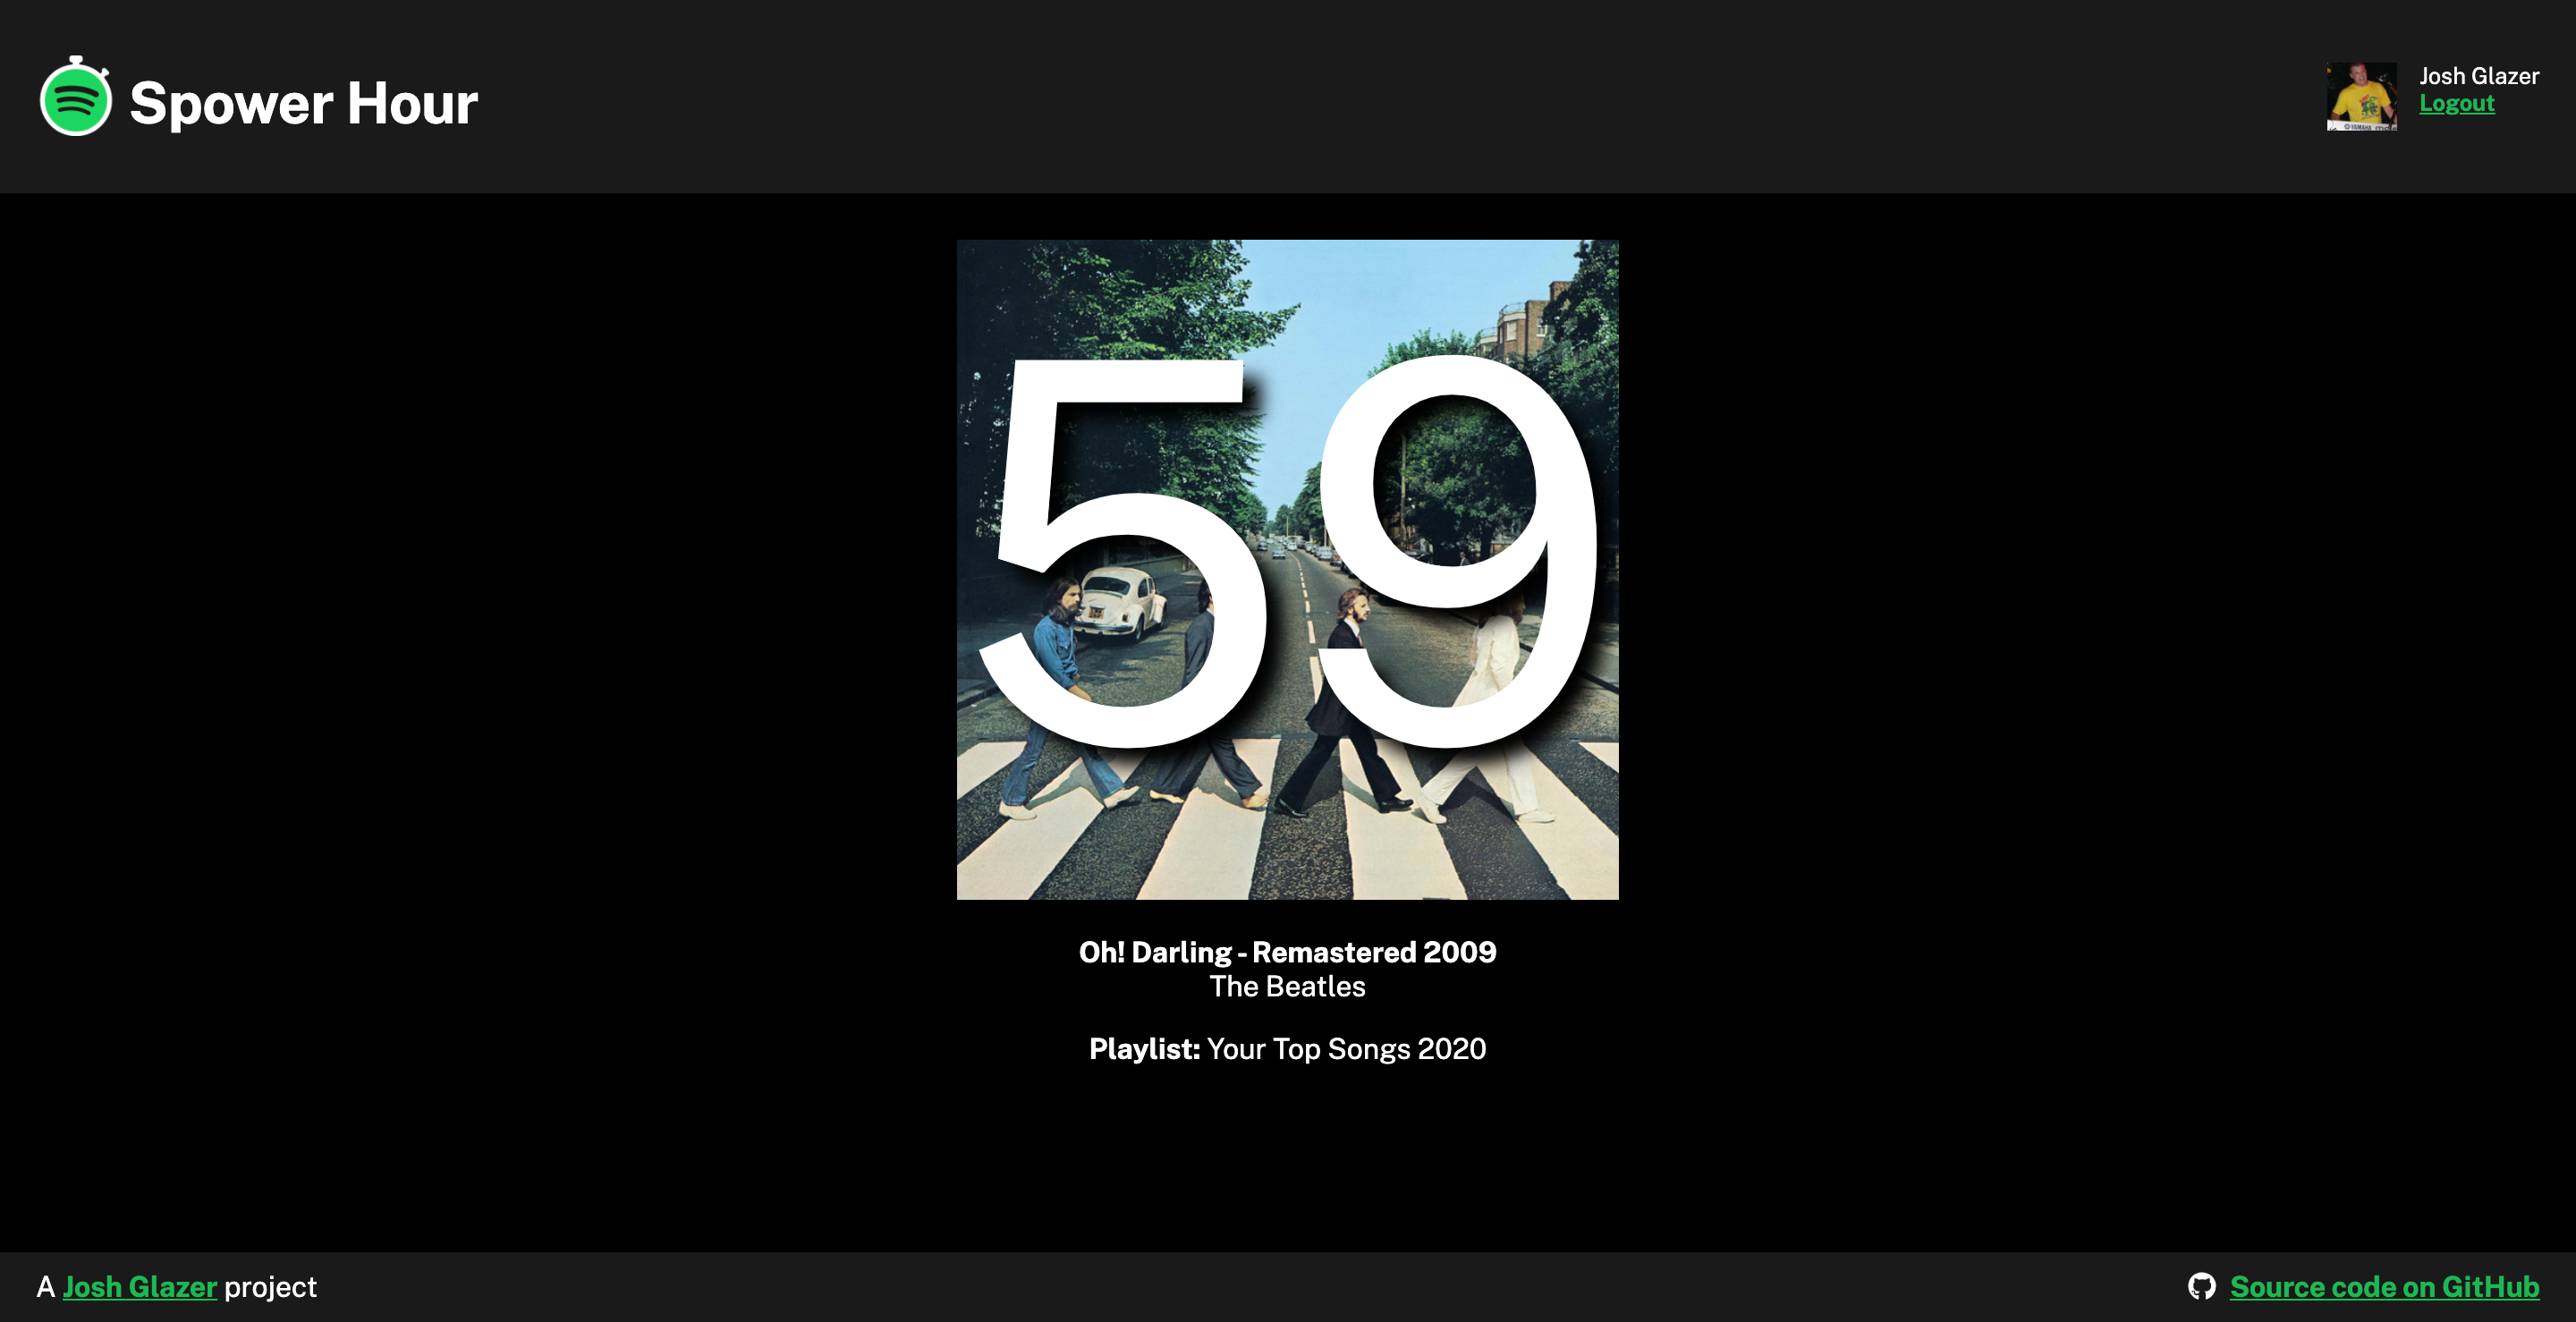 Spower Hour
Josh Glazer
Logout
YAMAHA
59
Oh! Darling - Remastered 2009
The Beatles
Playlist: Your Top Songs 2020
A Josh Glazer project
Source code on GitHub